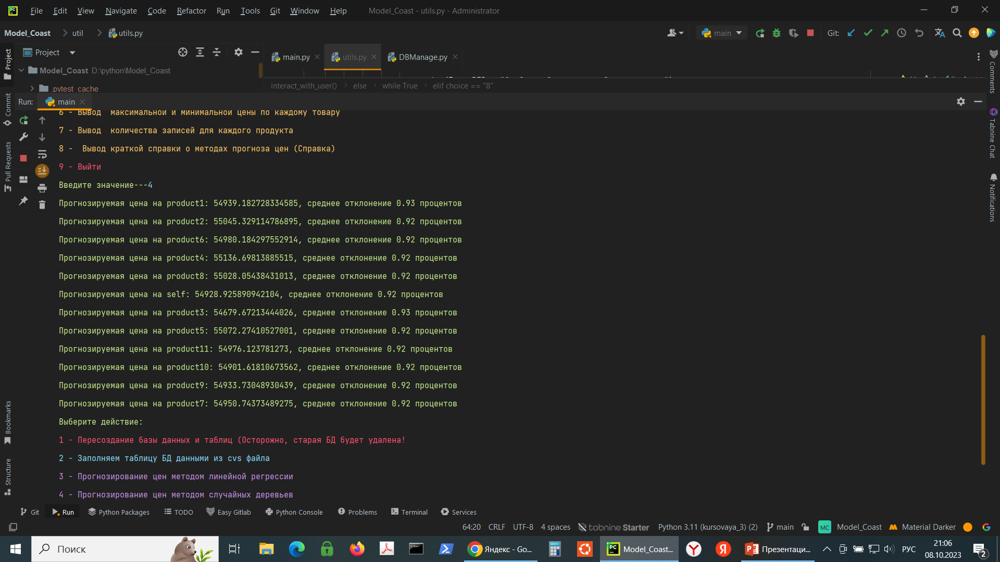 File Edit View Navigate Code Refactor Run Tools Git Window Help Model_Coast - utils.py - Administrator
Model_Coast util utils.py main Git:
Project main.py utils.py DBManage.py
Model_Coast D:\python\Model_Coast
.pytest_cache
interact_with_user() else while True elif choice == "8"
Run: main
6 - Вывод  максимальной и минимальной цены по каждому товару
7 - Вывод  количества записей для каждого продукта
8 -  Вывод краткой справки о методах прогноза цен (Справка)
9 - Выйти
Введите значение---4
Прогнозируемая цена на product1: 54939.182728334585, среднее отклонение 0.93 процентов
Прогнозируемая цена на product2: 55045.329114786895, среднее отклонение 0.92 процентов
Прогнозируемая цена на product6: 54980.184297552914, среднее отклонение 0.92 процентов
Прогнозируемая цена на product4: 55136.69813885515, среднее отклонение 0.92 процентов
Прогнозируемая цена на product8: 55028.05438431013, среднее отклонение 0.92 процентов
Прогнозируемая цена на self: 54928.925890942104, среднее отклонение 0.92 процентов
Прогнозируемая цена на product3: 54679.67213444026, среднее отклонение 0.93 процентов
Прогнозируемая цена на product5: 55072.27410527001, среднее отклонение 0.92 процентов
Прогнозируемая цена на product11: 54976.123781273, среднее отклонение 0.92 процентов
Прогнозируемая цена на product10: 54901.61810673562, среднее отклонение 0.92 процентов
Прогнозируемая цена на product9: 54933.73048930439, среднее отклонение 0.92 процентов
Прогнозируемая цена на product7: 54950.74373489275, среднее отклонение 0.92 процентов
Выберите действие:
1 - Пересоздание базы данных и таблиц (Осторожно, старая БД будет удалена!
2 - Заполняем таблицу БД данными из cvs файла
3 - Прогнозирование цен методом линейной регрессии
4 - Прогнозирование цен методом случайных деревьев
Project
Commit
Pull Requests
Bookmarks
Structure
Comments
Tabnine Chat
Notifications
Git Run Python Packages TODO Easy Gitlab Python Console Problems Terminal Services
64:20 CRLF UTF-8 4 spaces tabnine Starter Python 3.11 (kursovaya_3) (2) main MC Model_Coast Material Darker
Поиск Яндекс - Go... Model_Coast... Презентаци... РУС 21:06
08.10.2023 2